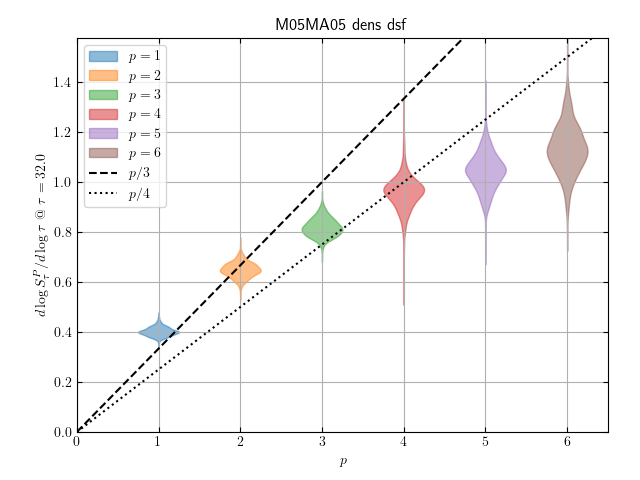 M05MA05 dens dsf
p = 1
p = 2
p = 3
p = 4
p = 5
p = 6
p/3
p/4
d log S_τ^P / d log τ @ τ = 32.0
1.4
1.2
1.0
0.8
0.6
0.4
0.2
0.0
0 1 2 3 4 5 6
p